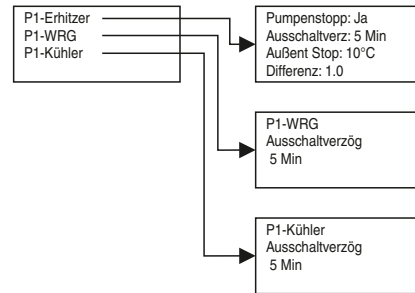 P1-Erhitzer
P1-WRG
P1-Kühler
Pumpenstopp: Ja
Ausschaltverz: 5 Min
Außent Stop: 10°C
Differenz: 1.0
P1-WRG
Ausschaltverzög
5 Min
P1-Kühler
Ausschaltverzög
5 Min